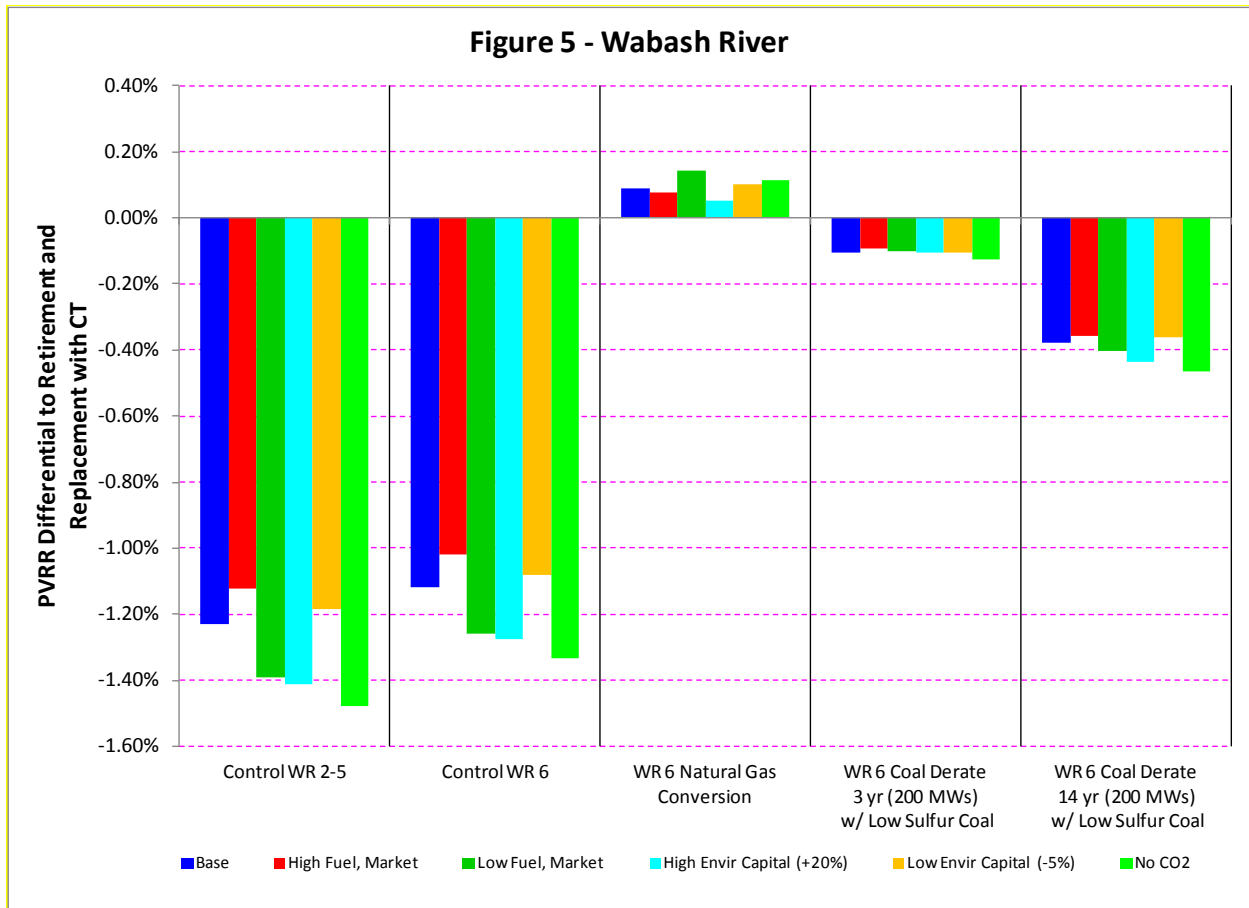 Figure 5 - Wabash River
PVRR Differential to Retirement and
Replacement with CT
0.40%
0.20%
0.00%
-0.20%
-0.40%
-0.60%
-0.80%
-1.00%
-1.20%
-1.40%
-1.60%
Control WR 2-5
Control WR 6
WR 6 Natural Gas
Conversion
WR 6 Coal Derate
3 yr (200 MWs)
w/ Low Sulfur Coal
WR 6 Coal Derate
14 yr (200 MWs)
w/ Low Sulfur Coal
Base
High Fuel, Market
Low Fuel, Market
High Envir Capital (+20%)
Low Envir Capital (-5%)
No CO2